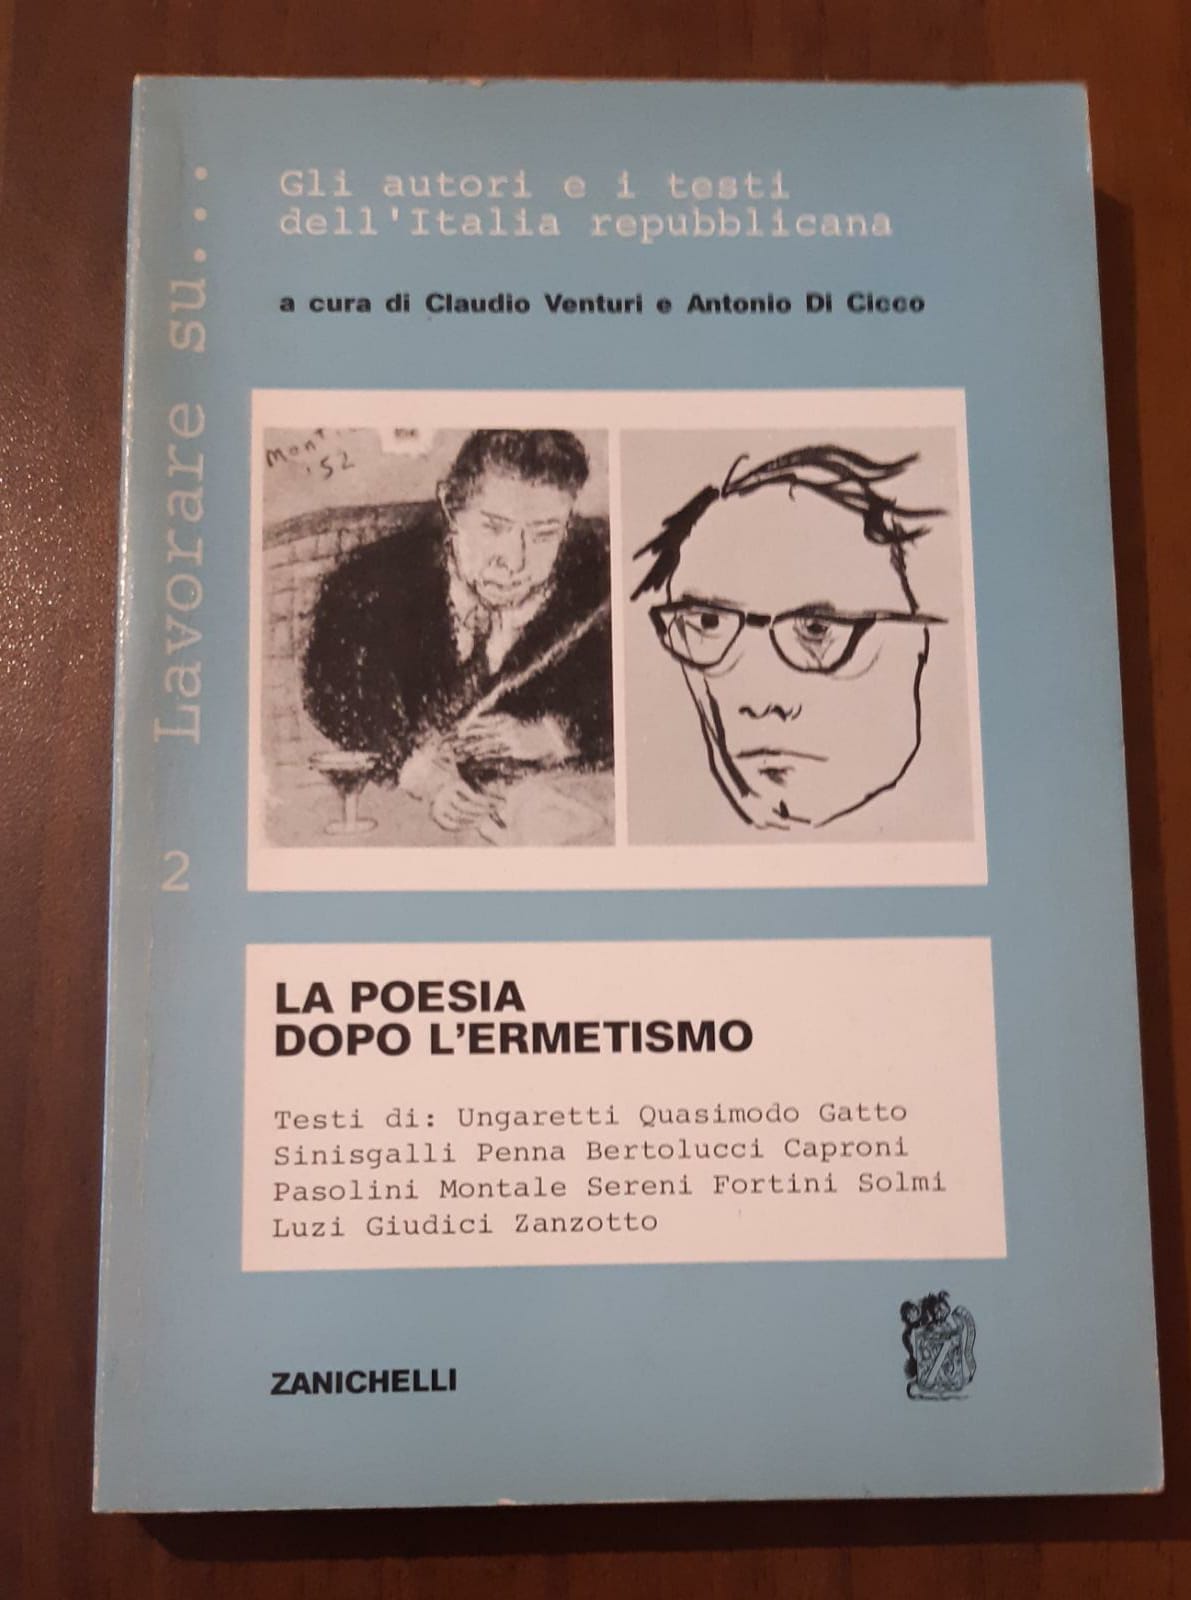 Gli autori e i testi
dell'Italia repubblicana
a cura di Claudio Venturi e Antonio Di Cicco
2 Lavorare su...
'52
LA POESIA
DOPO L'ERMETISMO
Testi di: Ungaretti Quasimodo Gatto
Sinisgalli Penna Bertolucci Caproni
Pasolini Montale Sereni Fortini Solmi
Luzi Giudici Zanzotto
ZANICHELLI
Z